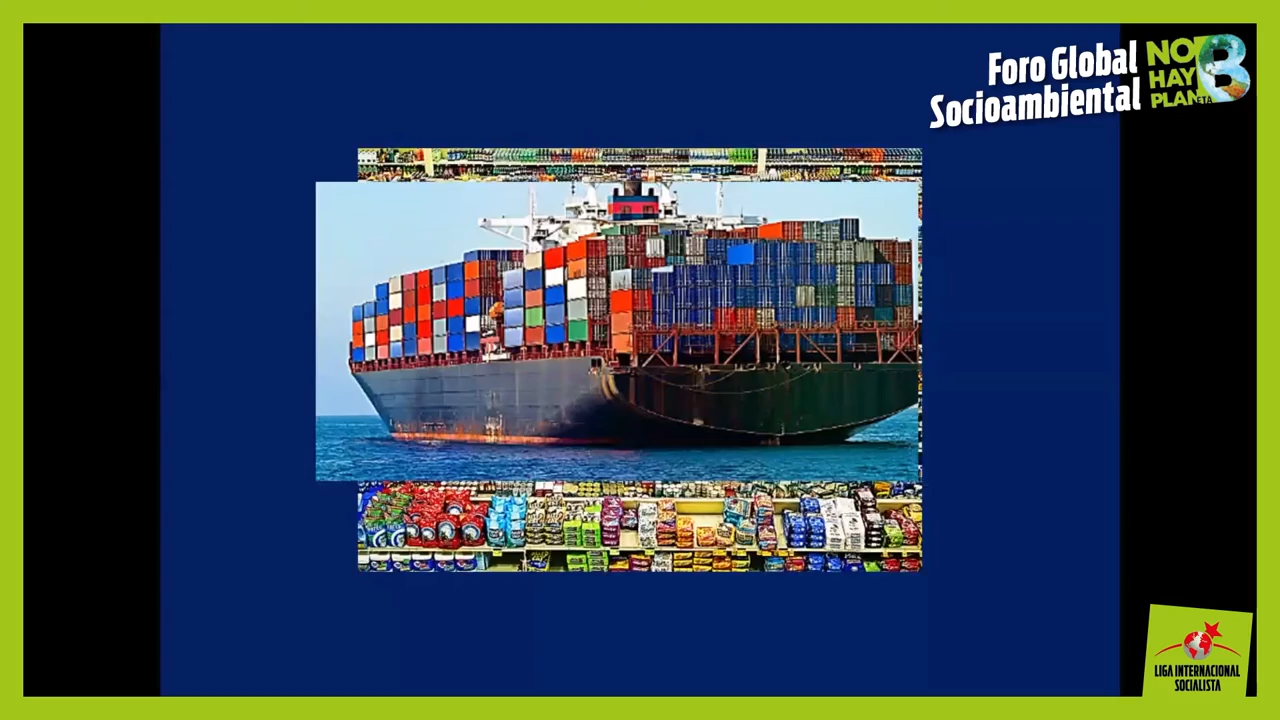 Foro Global
Socioambiental
NO
HAY
PLANETA
B
LIGA INTERNACIONAL
SOCIALISTA